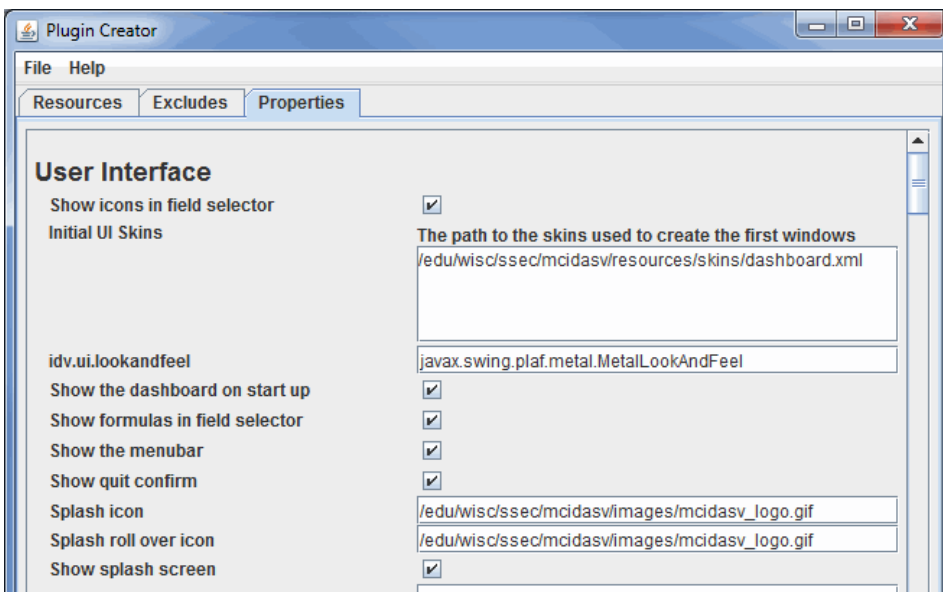 Plugin Creator
File Help
Resources Excludes Properties
User Interface
Show icons in field selector
Initial UI Skins
The path to the skins used to create the first windows
/edu/wisc/ssec/mcidasv/resources/skins/dashboard.xml
idv.ui.lookandfeel javax.swing.plaf.metal.MetalLookAndFeel
Show the dashboard on start up
Show formulas in field selector
Show the menubar
Show quit confirm
Splash icon /edu/wisc/ssec/mcidasv/images/mcidasv_logo.gif
Splash roll over icon /edu/wisc/ssec/mcidasv/images/mcidasv_logo.gif
Show splash screen